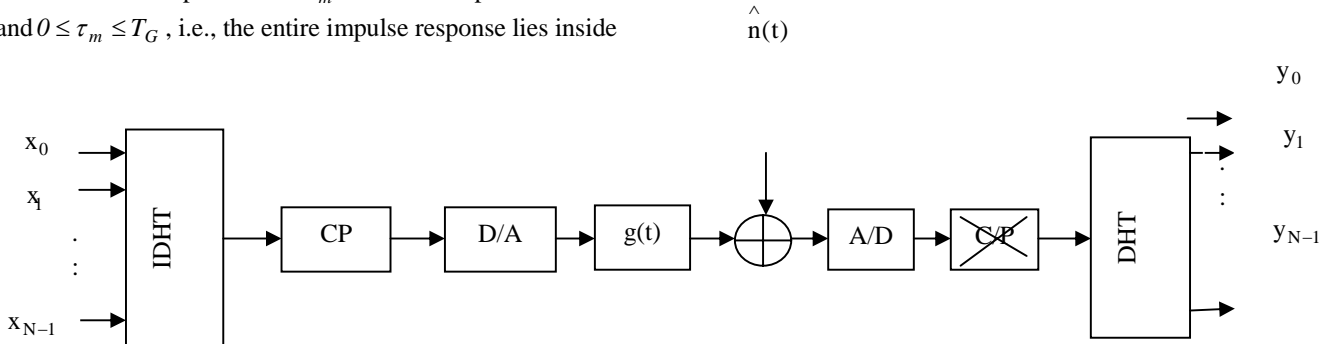 and 0 ≤ τ_m ≤ T_G , i.e., the entire impulse response lies inside
^
n(t)
y_0
x_0
y_1
x_1
IDHT
CP
D/A
g(t)
A/D
C/P
DHT
.
:
.
:
y_{N-1}
x_{N-1}